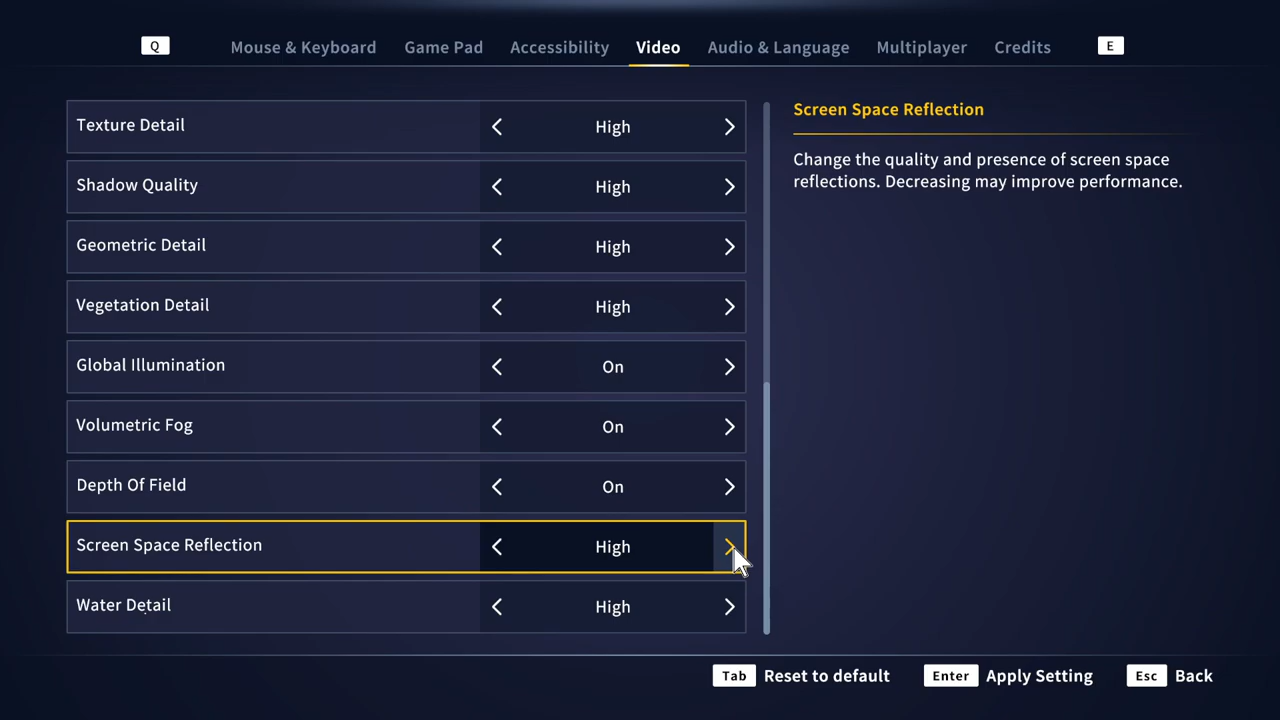 Q Mouse & Keyboard Game Pad Accessibility Video Audio & Language Multiplayer Credits E
Texture Detail High
Shadow Quality High
Geometric Detail High
Vegetation Detail High
Global Illumination On
Volumetric Fog On
Depth Of Field On
Screen Space Reflection High
Water Detail High
Screen Space Reflection
Change the quality and presence of screen space
reflections. Decreasing may improve performance.
Tab Reset to default Enter Apply Setting Esc Back